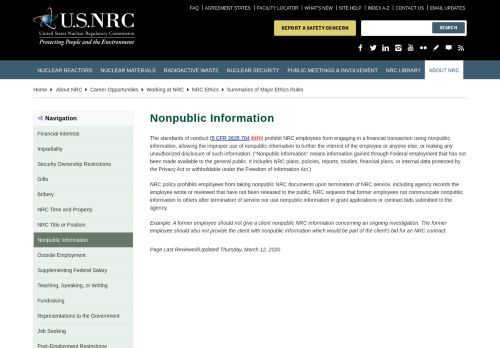 FAQ | AGREEMENT STATES | FACILITY LOCATOR | WHAT'S NEW | SITE HELP | INDEX A-Z | CONTACT US | EMAIL UPDATES
U.S.NRC
United States Nuclear Regulatory Commission
Protecting People and the Environment
REPORT A SAFETY CONCERN
SEARCH
NUCLEAR REACTORS NUCLEAR MATERIALS RADIOACTIVE WASTE NUCLEAR SECURITY PUBLIC MEETINGS & INVOLVEMENT NRC LIBRARY ABOUT NRC
Home About NRC Career Opportunities Working at NRC NRC Ethics Summaries of Major Ethics Rules
Navigation
Financial Interests
Impartiality
Security Ownership Restrictions
Gifts
Bribery
NRC Time and Property
NRC Title or Position
Nonpublic Information
Outside Employment
Supplementing Federal Salary
Teaching, Speaking, or Writing
Fundraising
Representations to the Government
Job Seeking
Post-Employment Restrictions
Nonpublic Information
The standards of conduct (5 CFR 2635.704 EXIT) prohibit NRC employees from engaging in a financial transaction using nonpublic
information, allowing the improper use of nonpublic information to further the interest of the employee or anyone else, or making any
unauthorized disclosure of such information. ("Nonpublic information" means information gained through Federal employment that has not
been made available to the general public. It includes NRC plans, policies, reports, studies, financial plans, or internal data protected by
the Privacy Act or withholdable under the Freedom of Information Act.)
NRC policy prohibits employees from taking nonpublic NRC documents upon termination of NRC service, including agency records the
employee wrote or reviewed that have not been released to the public. NRC requests that former employees not communicate nonpublic
information to others after termination of service nor use nonpublic information in grant applications or contract bids submitted to the
agency.
Example: A former employee should not give a client nonpublic NRC information concerning an ongoing investigation. The former
employee should also not provide the client with nonpublic information which would be part of the client's bid for an NRC contract.
Page Last Reviewed/Updated Thursday, March 12, 2020